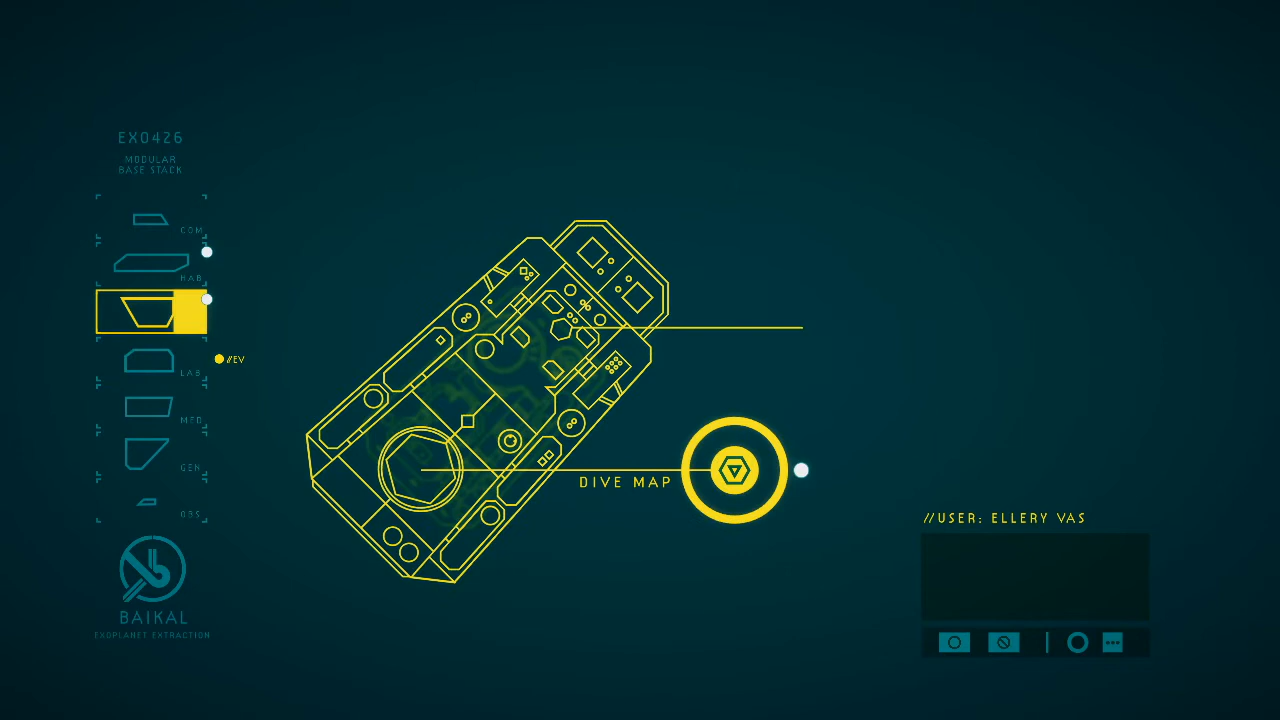 EX0426
MODULAR
BASE STACK
COM
HAB
//EV
LAB
MED
GEN
OBS
BAIKAL
EXOPLANET EXTRACTION
DIVE MAP
//USER: ELLERY VAS